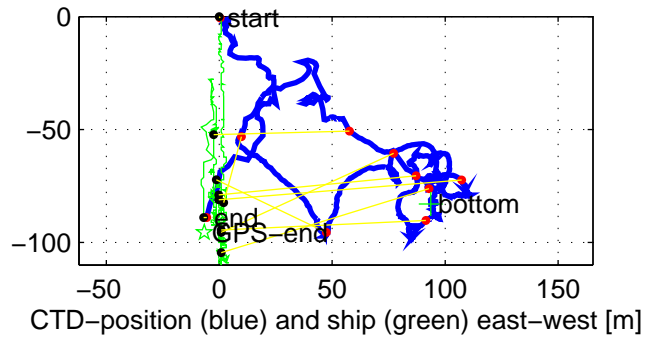 0
start
−50
bottom
end
GPS−end
−100
−50 0 50 100 150
CTD−position (blue) and ship (green) east−west [m]